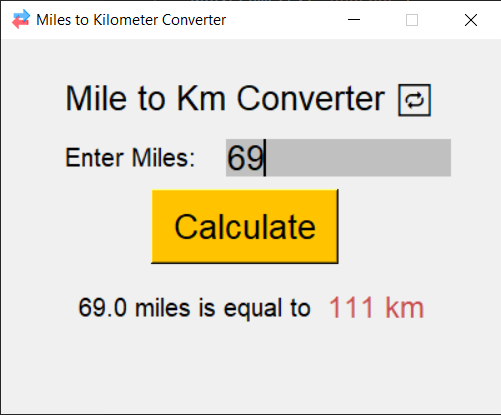 Miles to Kilometer Converter
Mile to Km Converter
Enter Miles: 69
Calculate
69.0 miles is equal to 111 km